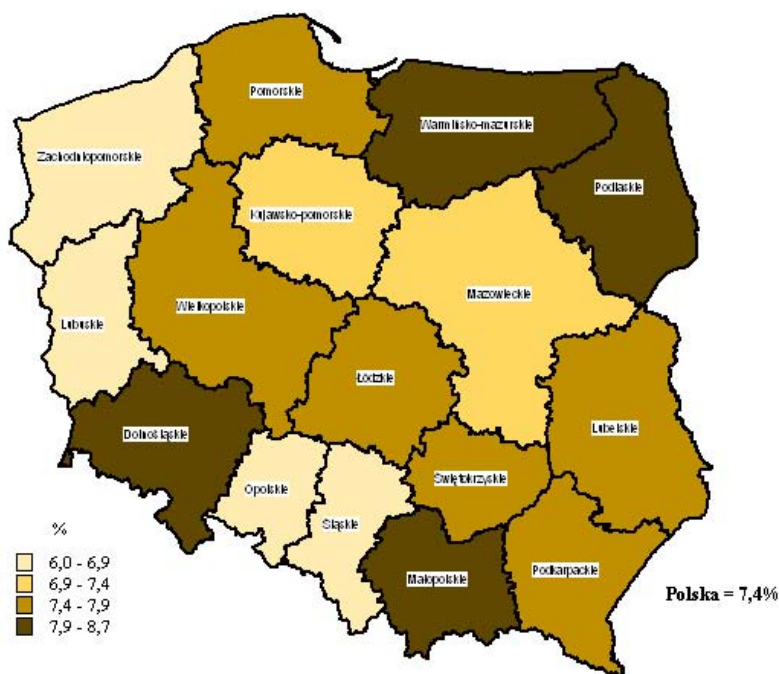 Pomorskie
Warmińsko-mazurskie
Zachodniopomorskie
Podlaskie
Kujawsko-pomorskie
Mazowieckie
Wielkopolskie
Lubuskie
Łódzkie
Lubelskie
Dolnośląskie
Świętokrzyskie
Opolskie
Śląskie
Podkarpackie
Małopolskie
%
6,0 - 6,9
6,9 - 7,4
7,4 - 7,9
7,9 - 8,7
Polska = 7,4%